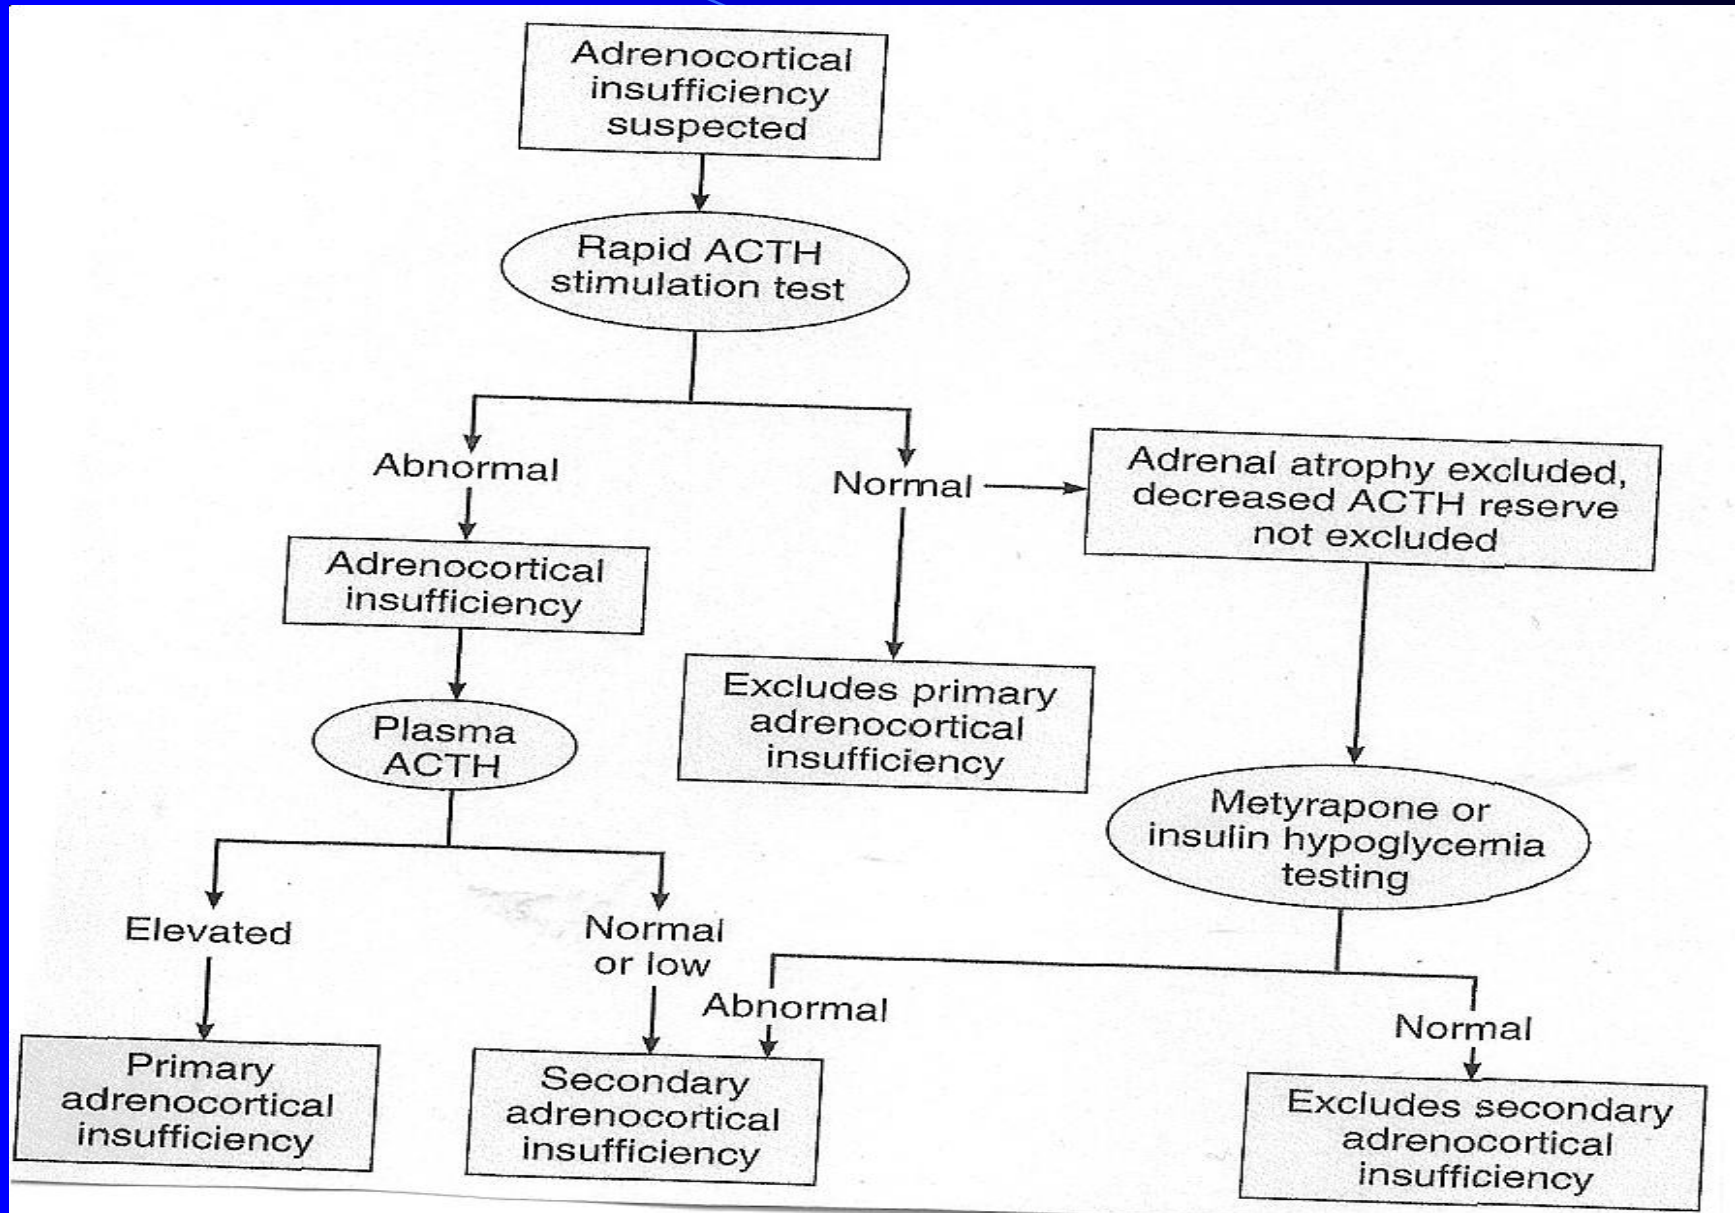 Adrenocortical
insufficiency
suspected
Rapid ACTH
stimulation test
Abnormal
Normal
Adrenal atrophy excluded,
decreased ACTH reserve
not excluded
Adrenocortical
insufficiency
Excludes primary
adrenocortical
insufficiency
Plasma
ACTH
Metyrapone or
insulin hypoglycemia
testing
Elevated
Normal
or low
Abnormal
Normal
Primary
adrenocortical
insufficiency
Secondary
adrenocortical
insufficiency
Excludes secondary
adrenocortical
insufficiency